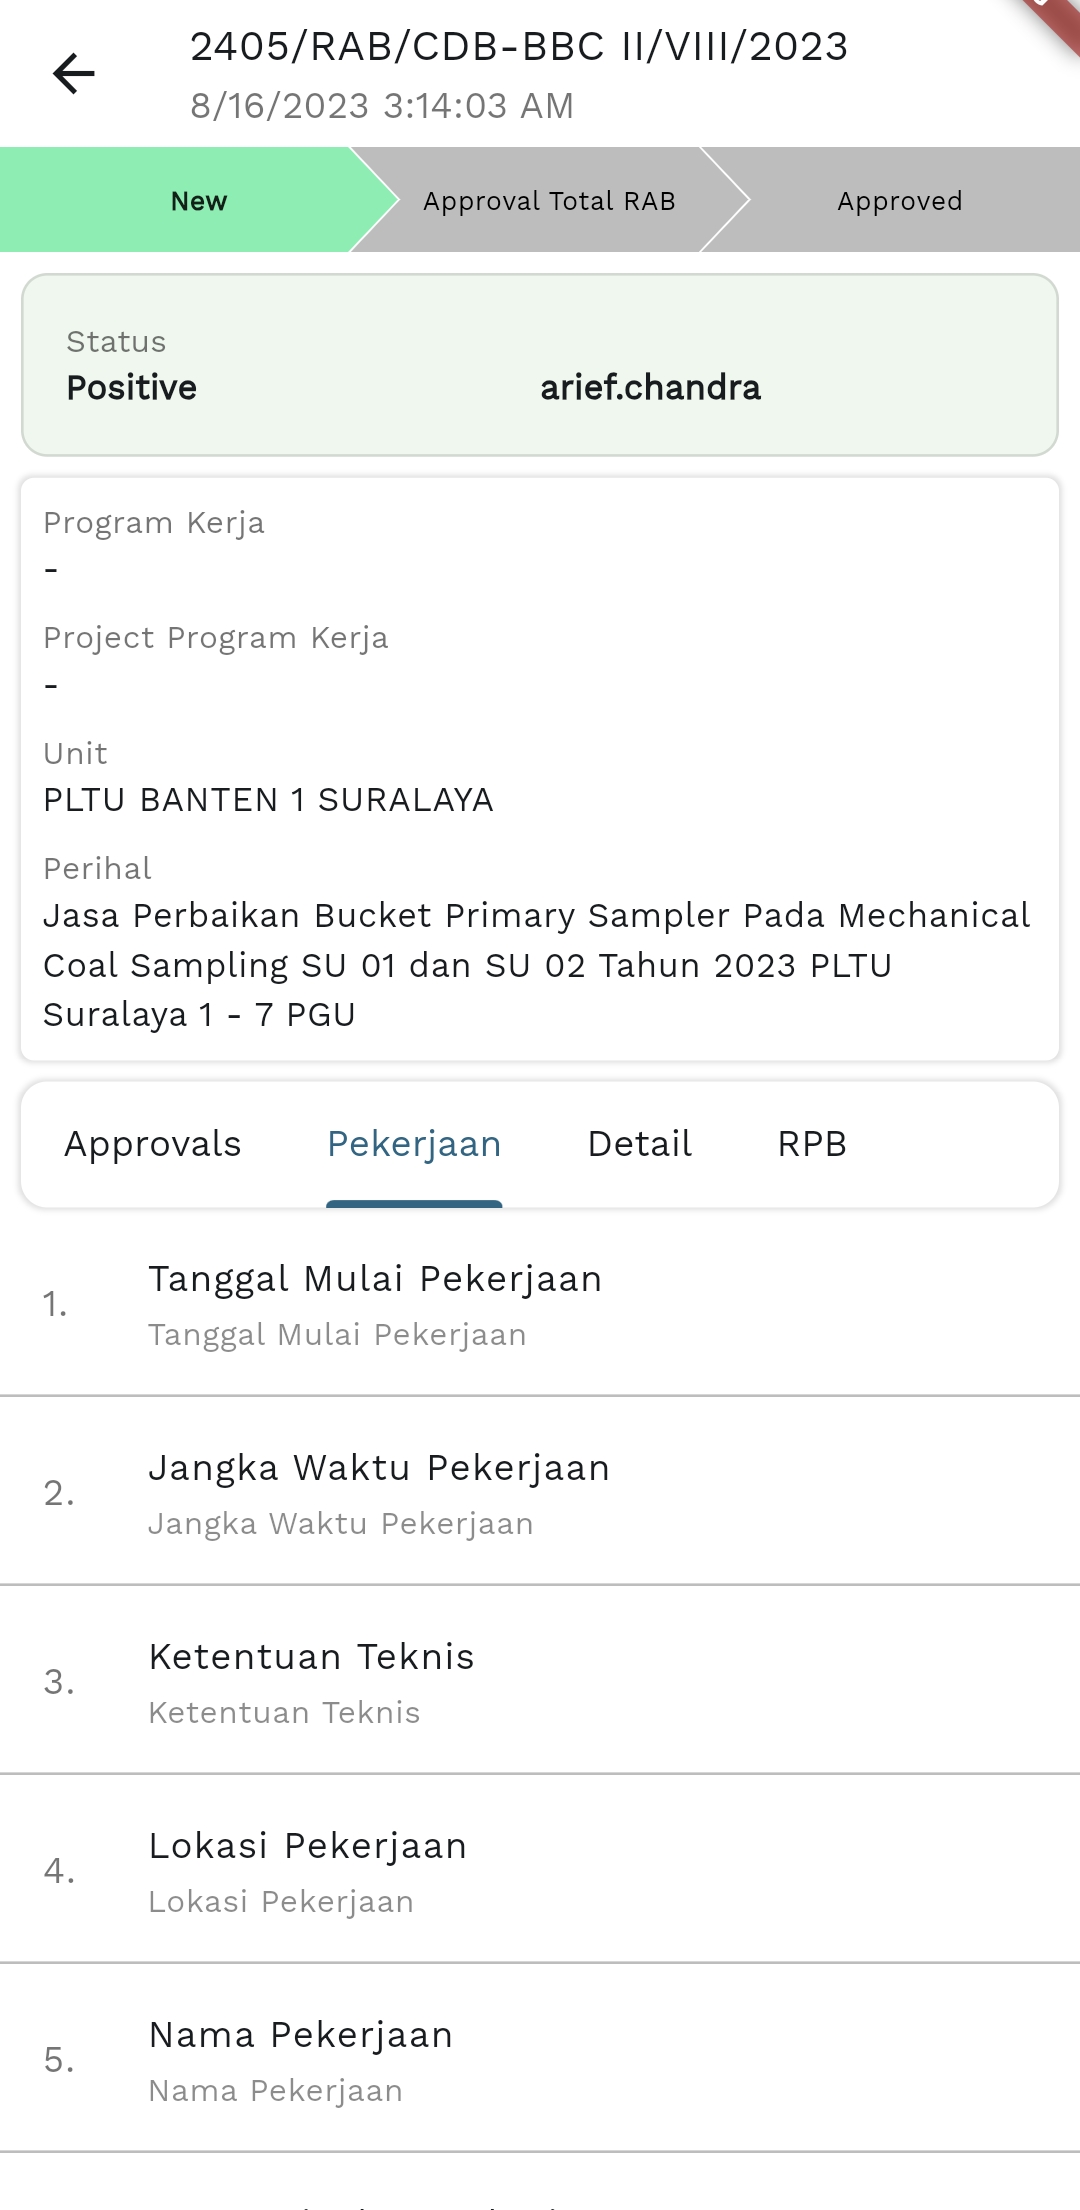 2405/RAB/CDB-BBC II/VIII/2023
8/16/2023 3:14:03 AM
New
Approval Total RAB
Approved
Status
Positive
arief.chandra
Program Kerja
-
Project Program Kerja
-
Unit
PLTU BANTEN 1 SURALAYA
Perihal
Jasa Perbaikan Bucket Primary Sampler Pada Mechanical
Coal Sampling SU 01 dan SU 02 Tahun 2023 PLTU
Suralaya 1 - 7 PGU
Approvals
Pekerjaan
Detail
RPB
1.
Tanggal Mulai Pekerjaan
Tanggal Mulai Pekerjaan
2.
Jangka Waktu Pekerjaan
Jangka Waktu Pekerjaan
3.
Ketentuan Teknis
Ketentuan Teknis
4.
Lokasi Pekerjaan
Lokasi Pekerjaan
5.
Nama Pekerjaan
Nama Pekerjaan